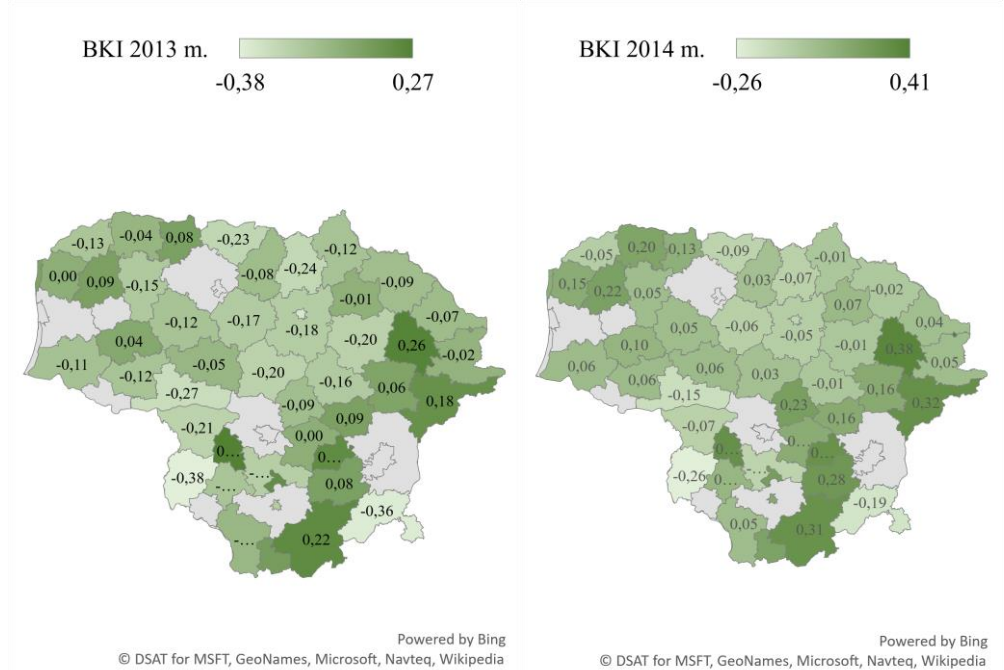 BKI 2013 m.
-0,38 0,27
-0,13 -0,04 0,08 -0,23 -0,12
0,00 0,09 -0,15 -0,08 -0,24 -0,01 -0,09
-0,12 -0,17 -0,18 -0,20 0,26 -0,07
-0,11 0,04 -0,12 -0,05 -0,20 -0,16 0,06 -0,02
-0,27 -0,09 0,09 0,18
-0,21 0,00
-0,38 0… -… 0… 0,08
-… -0,36
-… 0,22
Powered by Bing
© DSAT for MSFT, GeoNames, Microsoft, Navteq, Wikipedia
BKI 2014 m.
-0,26 0,41
-0,05 0,20 0,13 -0,09 -0,01
0,15 0,22 0,05 0,03 -0,07 0,07 -0,02
0,05 -0,06 -0,05 -0,01 0,38 0,04
0,06 0,10 0,06 0,06 0,03 -0,01 0,16 0,05
-0,15 0,23 0,16 0,32
-0,07 0…
-0,26 0… -… 0… 0,28
0… -0,19
0,05 0,31
Powered by Bing
© DSAT for MSFT, GeoNames, Microsoft, Navteq, Wikipedia